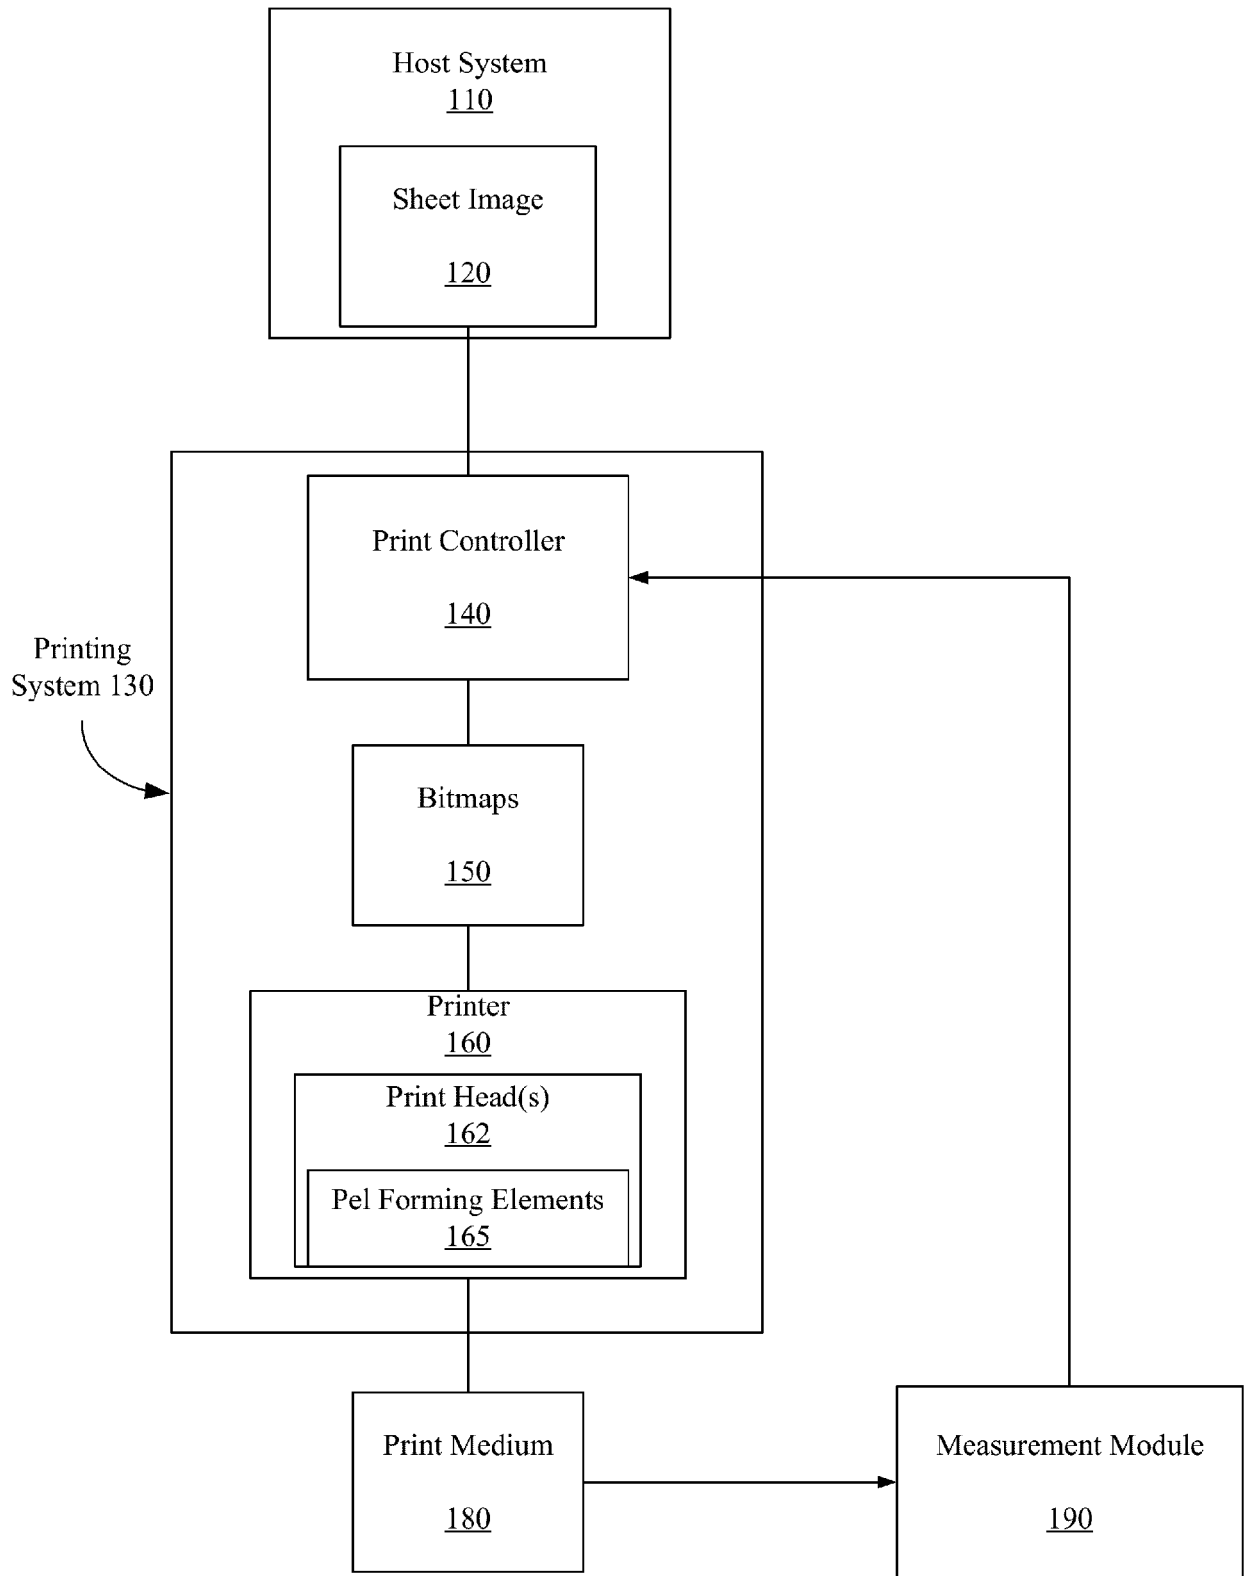 Host System
110
Sheet Image
120
Print Controller
140
Printing
System 130
Bitmaps
150
Printer
160
Print Head(s)
162
Pel Forming Elements
165
Print Medium
180
Measurement Module
190